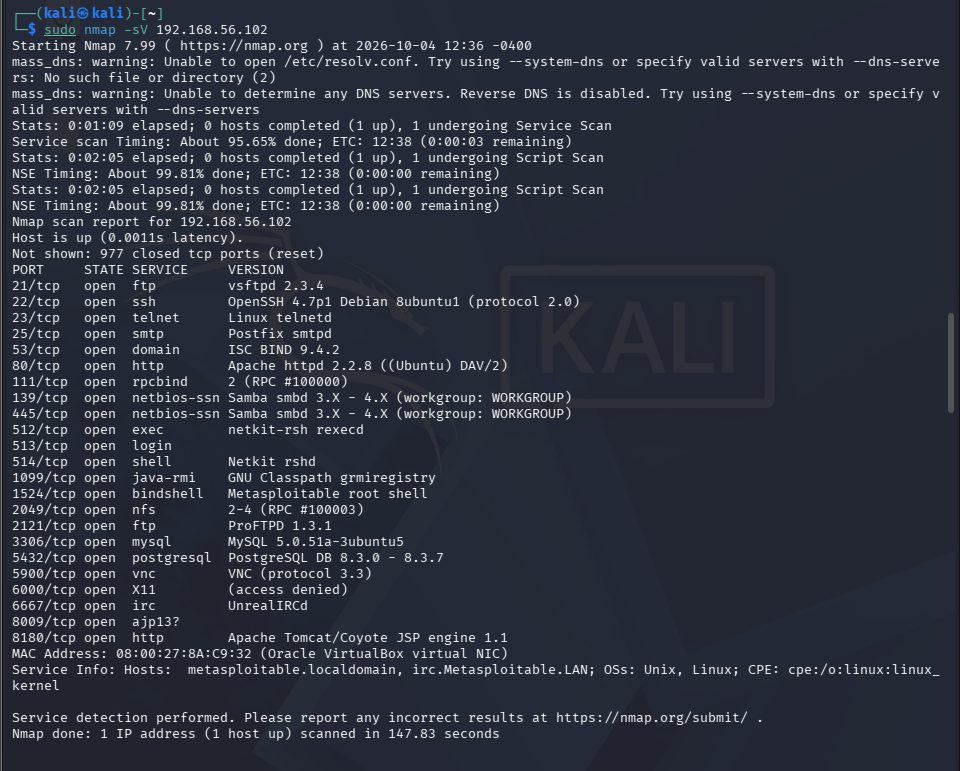 ┌──(kali㉿kali)-[~]
└─$ sudo nmap -sV 192.168.56.102
Starting Nmap 7.99 ( https://nmap.org ) at 2026-10-04 12:36 -0400
mass_dns: warning: Unable to open /etc/resolv.conf. Try using --system-dns or specify valid servers with --dns-serve
rs: No such file or directory (2)
mass_dns: warning: Unable to determine any DNS servers. Reverse DNS is disabled. Try using --system-dns or specify v
alid servers with --dns-servers
Stats: 0:01:09 elapsed; 0 hosts completed (1 up), 1 undergoing Service Scan
Service scan Timing: About 95.65% done; ETC: 12:38 (0:00:03 remaining)
Stats: 0:02:05 elapsed; 0 hosts completed (1 up), 1 undergoing Script Scan
NSE Timing: About 99.81% done; ETC: 12:38 (0:00:00 remaining)
Stats: 0:02:05 elapsed; 0 hosts completed (1 up), 1 undergoing Script Scan
NSE Timing: About 99.81% done; ETC: 12:38 (0:00:00 remaining)
Nmap scan report for 192.168.56.102
Host is up (0.0011s latency).
Not shown: 977 closed tcp ports (reset)
PORT     STATE SERVICE     VERSION
21/tcp   open  ftp         vsftpd 2.3.4
22/tcp   open  ssh         OpenSSH 4.7p1 Debian 8ubuntu1 (protocol 2.0)
23/tcp   open  telnet      Linux telnetd
25/tcp   open  smtp        Postfix smtpd
53/tcp   open  domain      ISC BIND 9.4.2
80/tcp   open  http        Apache httpd 2.2.8 ((Ubuntu) DAV/2)
111/tcp  open  rpcbind     2 (RPC #100000)
139/tcp  open  netbios-ssn Samba smbd 3.X - 4.X (workgroup: WORKGROUP)
445/tcp  open  netbios-ssn Samba smbd 3.X - 4.X (workgroup: WORKGROUP)
512/tcp  open  exec        netkit-rsh rexecd
513/tcp  open  login
514/tcp  open  shell       Netkit rshd
1099/tcp open  java-rmi    GNU Classpath grmiregistry
1524/tcp open  bindshell   Metasploitable root shell
2049/tcp open  nfs         2-4 (RPC #100003)
2121/tcp open  ftp         ProFTPD 1.3.1
3306/tcp open  mysql       MySQL 5.0.51a-3ubuntu5
5432/tcp open  postgresql  PostgreSQL DB 8.3.0 - 8.3.7
5900/tcp open  vnc         VNC (protocol 3.3)
6000/tcp open  X11         (access denied)
6667/tcp open  irc         UnrealIRCd
8009/tcp open  ajp13?
8180/tcp open  http        Apache Tomcat/Coyote JSP engine 1.1
MAC Address: 08:00:27:8A:C9:32 (Oracle VirtualBox virtual NIC)
Service Info: Hosts:  metasploitable.localdomain, irc.Metasploitable.LAN; OSs: Unix, Linux; CPE: cpe:/o:linux:linux_
kernel

Service detection performed. Please report any incorrect results at https://nmap.org/submit/ .
Nmap done: 1 IP address (1 host up) scanned in 147.83 seconds
KALI